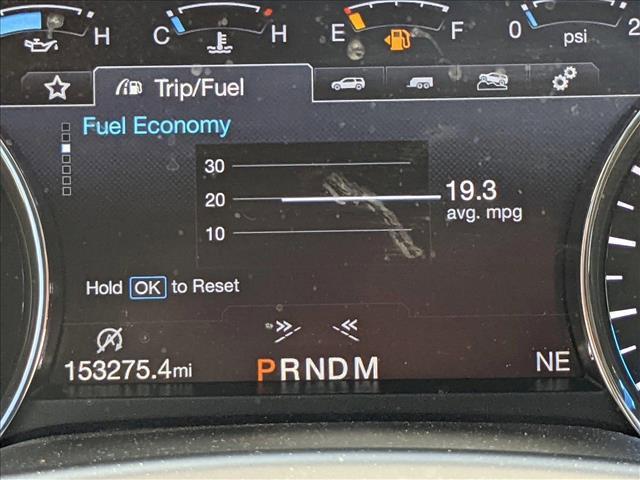 H C H E F 0 psi 2
Trip/Fuel
Fuel Economy
30
20
10
19.3
avg. mpg
Hold OK to Reset
153275.4mi
PRNDM
NE